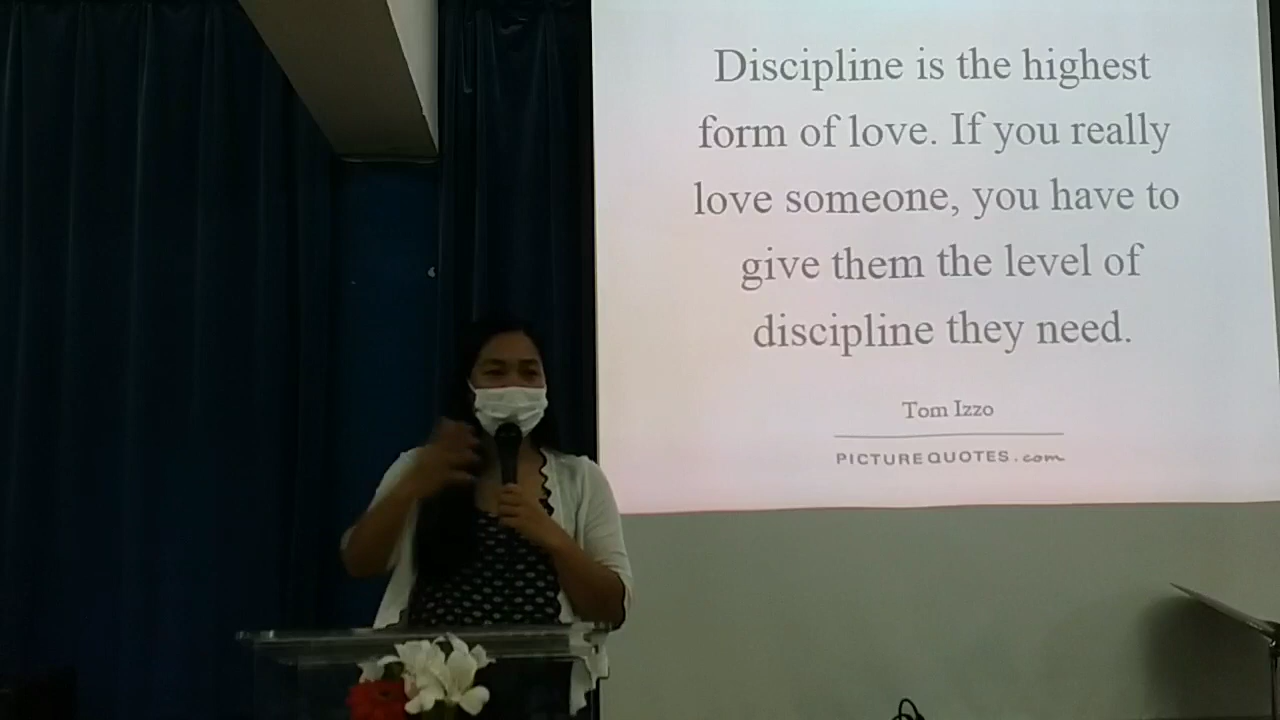 Discipline is the highest
form of love. If you really
love someone, you have to
give them the level of
discipline they need.
Tom Izzo
PICTUREQUOTES.com